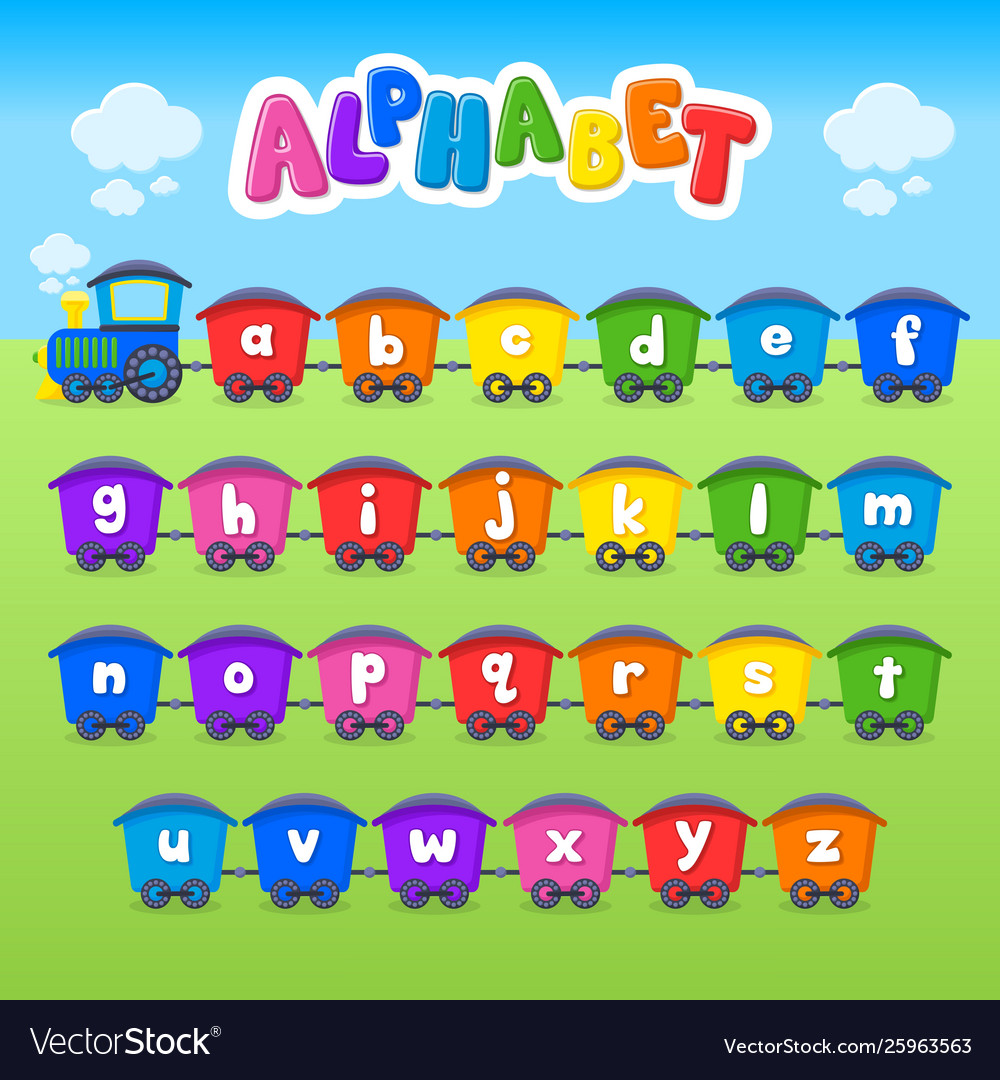 ALPHABET
a b c d e f
g h i j k l m
n o p q r s t
u v w x y z
VectorStock®
VectorStock.com/25963563